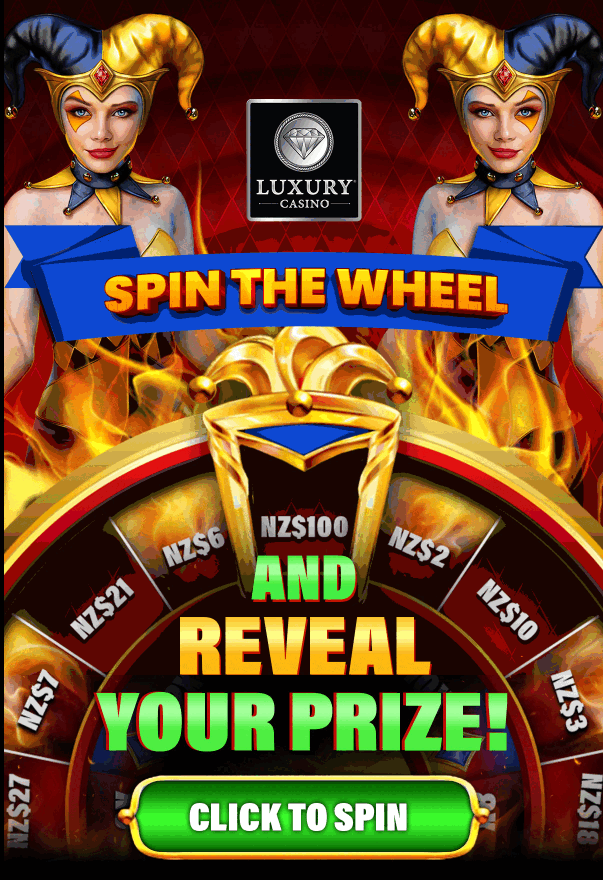 LUXURY
CASINO
SPIN THE WHEEL
NZ$100
NZ$6
NZ$2
NZ$21
NZ$10
NZ$7
NZ$3
NZ$27
NZ$18
AND
REVEAL
YOUR PRIZE!
CLICK TO SPIN